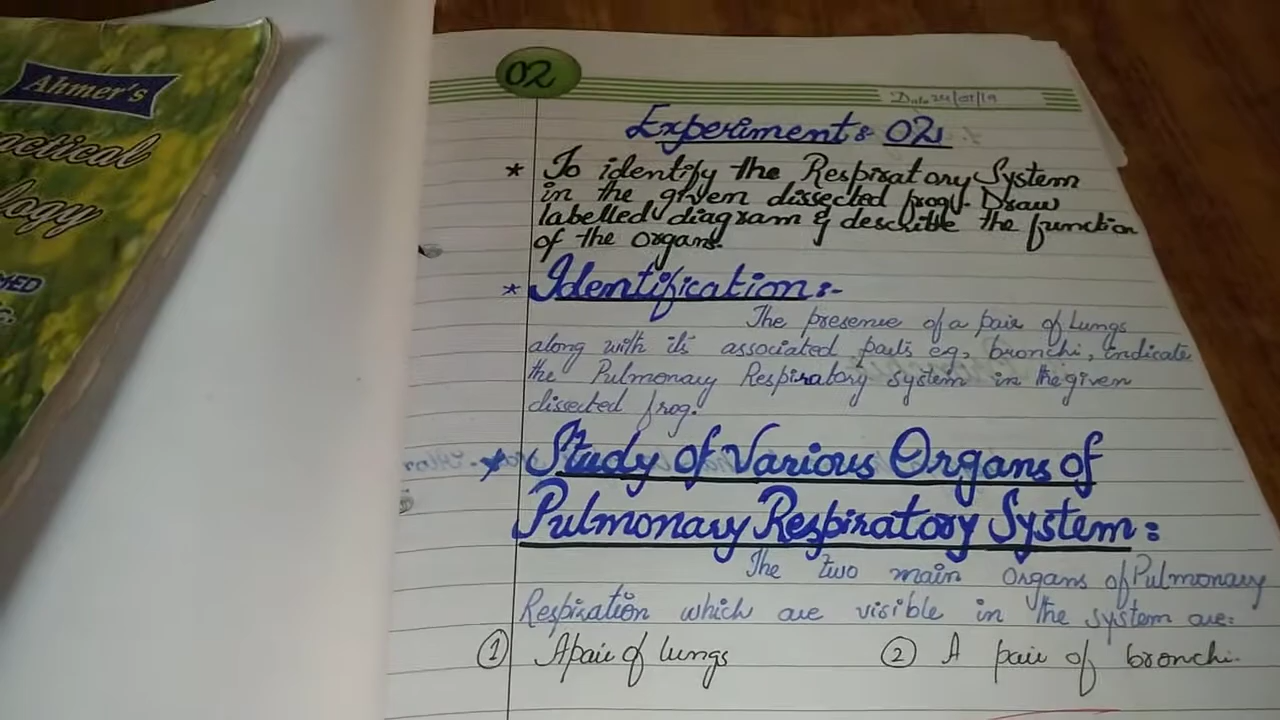 Ahmer's
actical
logy
02
Date 24/07/19
Experiment: 02
* To identify the Respiratory System
in the given dissected frog. Draw
labelled diagram & describe the function
of the organs.
* Identification:-
The presense of a pair of lungs
along with its associated parts eg, bronchi, indicate
the Pulmonary Respiratory system in the given
dissected frog.
* Study of Various Organs of
Pulmonary Respiratory System:
The two main organs of Pulmonary
Respiration which are visible in the system are:
① A pair of lungs ② A pair of bronchi.